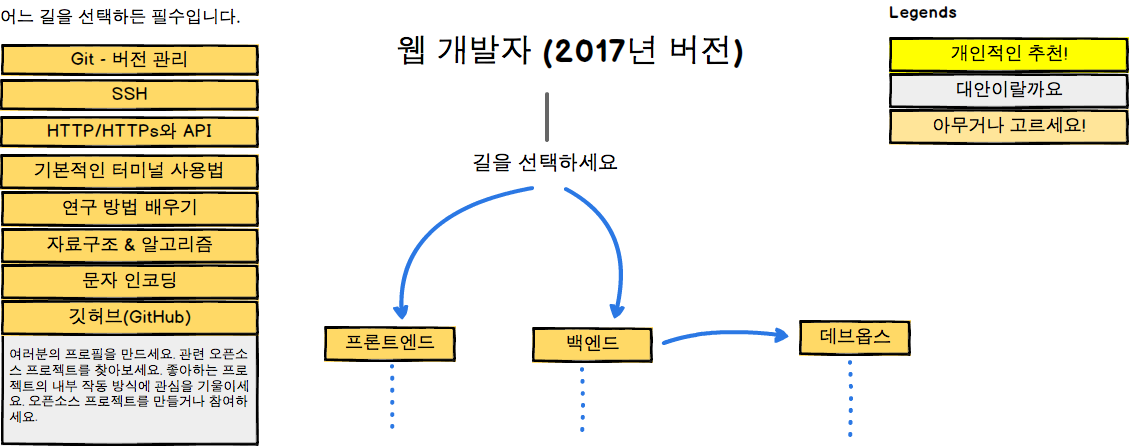 어느 길을 선택하든 필수입니다.
Git - 버전 관리
SSH
HTTP/HTTPs와 API
기본적인 터미널 사용법
연구 방법 배우기
자료구조 & 알고리즘
문자 인코딩
깃허브(GitHub)
여러분의 프로필을 만드세요. 관련 오픈소
스 프로젝트를 찾아보세요. 좋아하는 프로
젝트의 내부 작동 방식에 관심을 기울이세
요. 오픈소스 프로젝트를 만들거나 참여하
세요.
웹 개발자 (2017년 버전)
길을 선택하세요
프론트엔드
백엔드
데브옵스
Legends
개인적인 추천!
대안이랄까요
아무거나 고르세요!